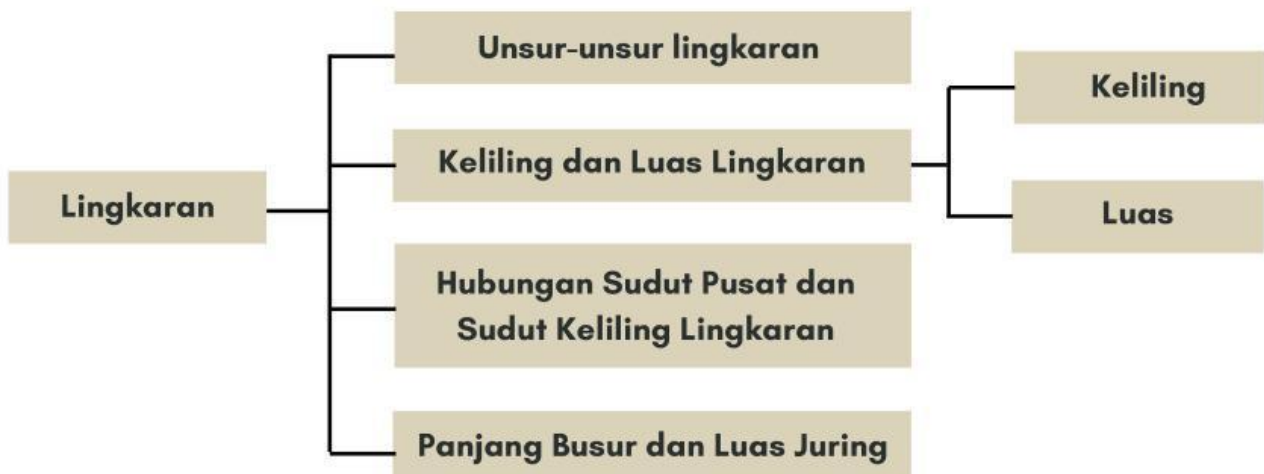 Lingkaran
Unsur-unsur lingkaran
Keliling dan Luas Lingkaran
Keliling
Luas
Hubungan Sudut Pusat dan
Sudut Keliling Lingkaran
Panjang Busur dan Luas Juring